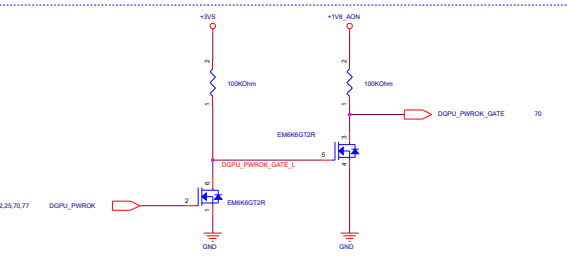 +3VS
+1V8_AON
2
2
100KOhm
100KOhm
1
1
DGPU_PWROK_GATE 70
EM6K6GT2R
3
5
4
DGPU_PWROK_GATE_L
6
2,25,70,77 DGPU_PWROK
2
EM6K6GT2R
1
GND
GND